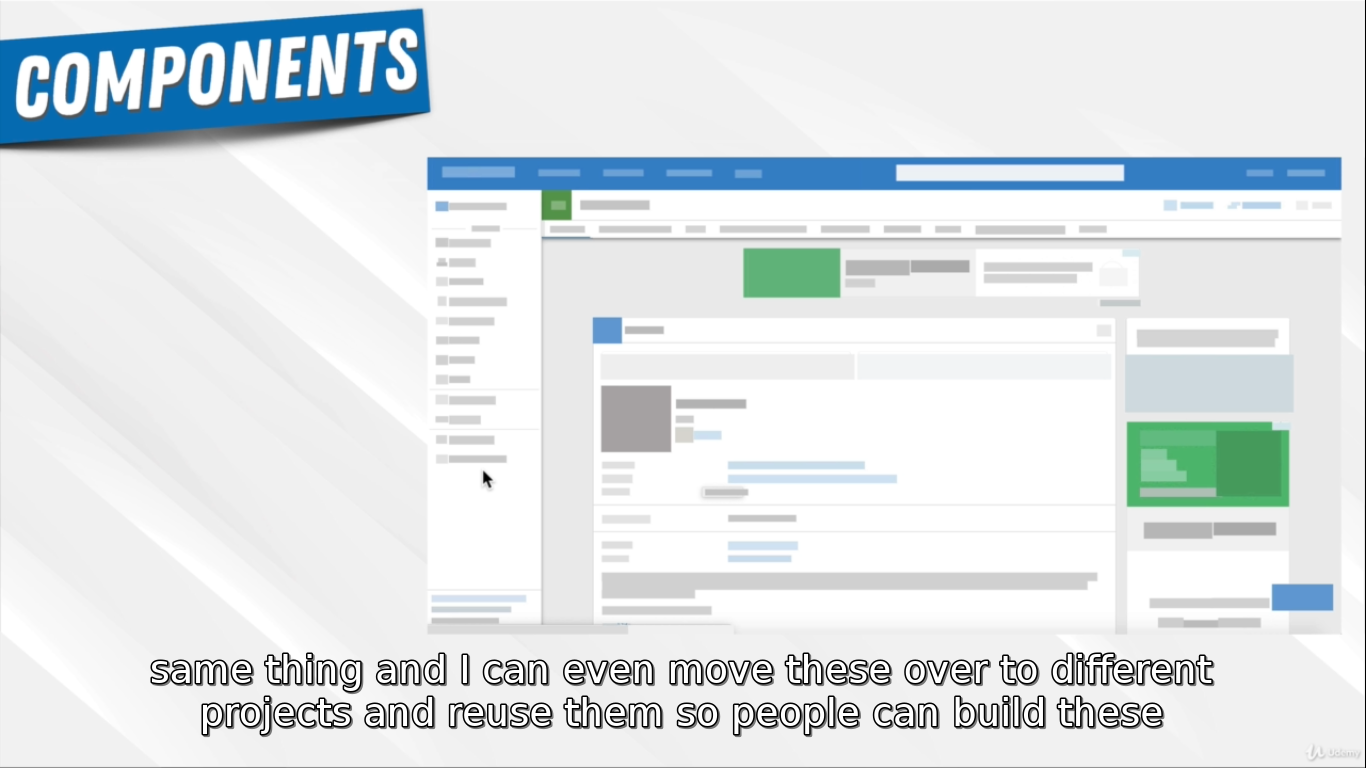 COMPONENTS
same thing and I can even move these over to different
projects and reuse them so people can build these
Udemy